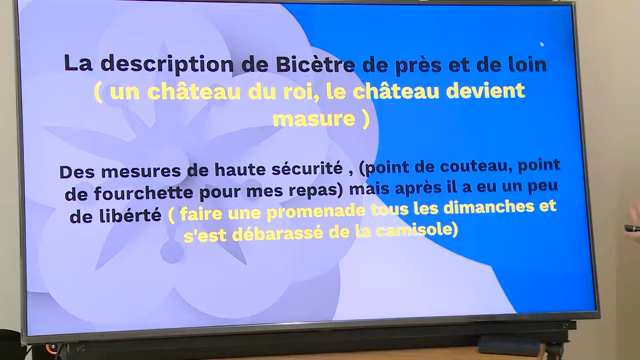 La description de Bicètre de près et de loin
( un château du roi, le château devient
masure )
Des mesures de haute sécurité , (point de couteau, point
de fourchette pour mes repas) mais après il a eu un peu
de libérté ( faire une promenade tous les dimanches et
s'est débarassé de la camisole)